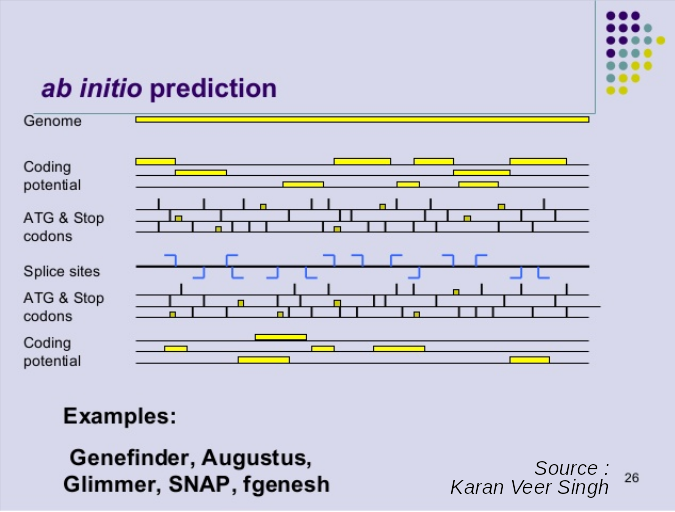 ab initio prediction
Genome
Coding
potential
ATG & Stop
codons
Splice sites
ATG & Stop
codons
Coding
potential
Examples:
Genefinder, Augustus,
Glimmer, SNAP, fgenesh
Source :
Karan Veer Singh
26